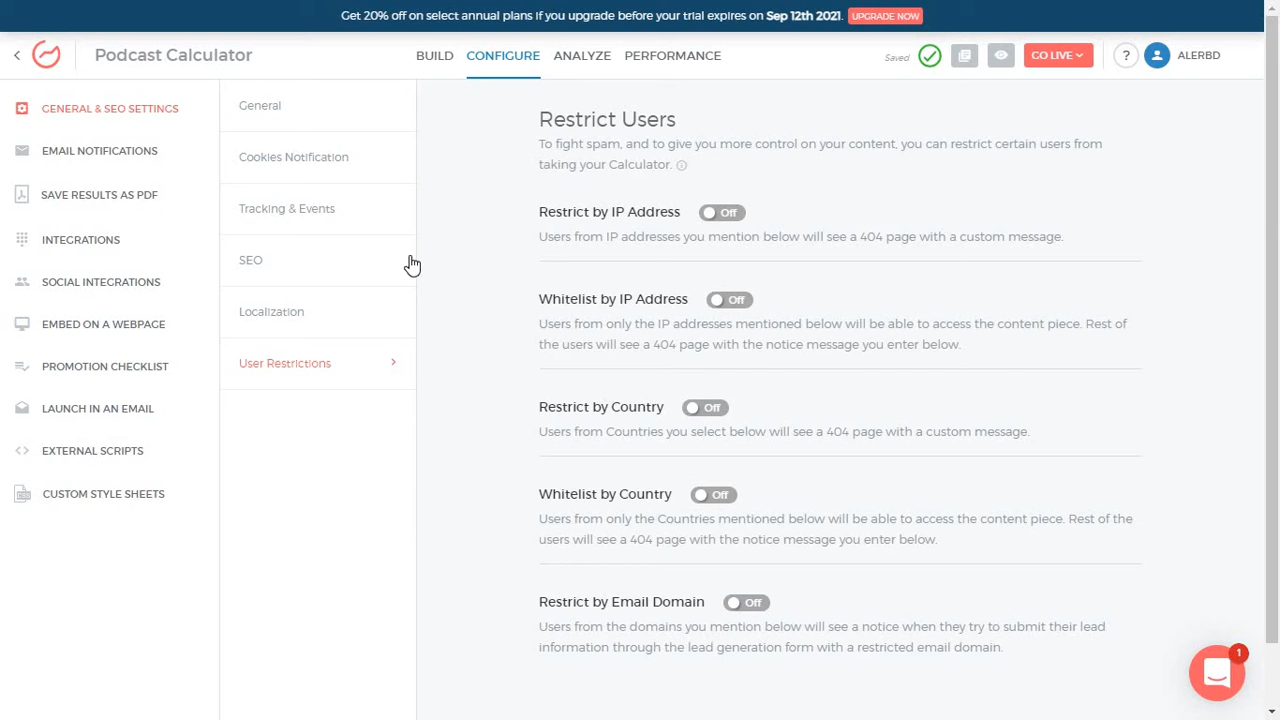 Get 20% off on select annual plans if you upgrade before your trial expires on Sep 12th 2021. UPGRADE NOW
Podcast Calculator
BUILD
CONFIGURE
ANALYZE
PERFORMANCE
Saved
GO LIVE
?
ALERBD
GENERAL & SEO SETTINGS
EMAIL NOTIFICATIONS
SAVE RESULTS AS PDF
INTEGRATIONS
SOCIAL INTEGRATIONS
EMBED ON A WEBPAGE
PROMOTION CHECKLIST
LAUNCH IN AN EMAIL
EXTERNAL SCRIPTS
CUSTOM STYLE SHEETS
General
Cookies Notification
Tracking & Events
SEO
Localization
User Restrictions
Restrict Users
To fight spam, and to give you more control on your content, you can restrict certain users from
taking your Calculator.
Restrict by IP Address Off
Users from IP addresses you mention below will see a 404 page with a custom message.
Whitelist by IP Address Off
Users from only the IP addresses mentioned below will be able to access the content piece. Rest of
the users will see a 404 page with the notice message you enter below.
Restrict by Country Off
Users from Countries you select below will see a 404 page with a custom message.
Whitelist by Country Off
Users from only the Countries mentioned below will be able to access the content piece. Rest of the
users will see a 404 page with the notice message you enter below.
Restrict by Email Domain Off
Users from the domains you mention below will see a notice when they try to submit their lead
information through the lead generation form with a restricted email domain.
1